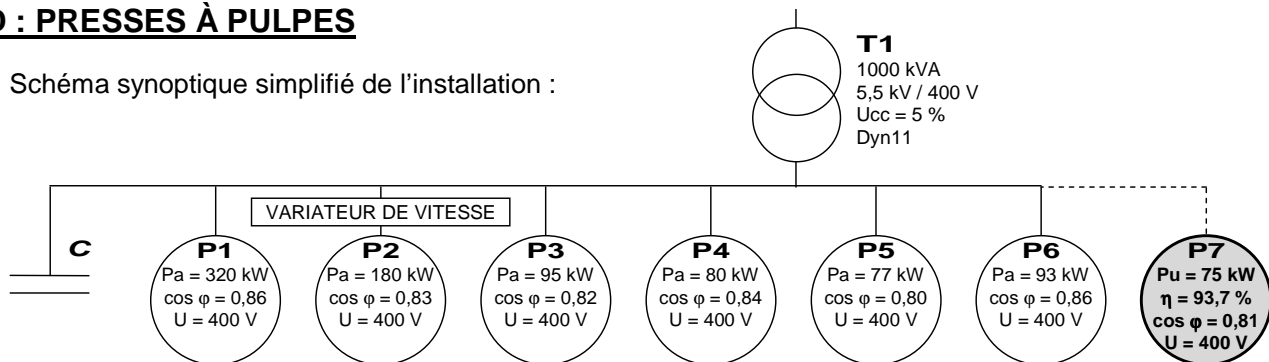 D : PRESSES À PULPES
Schéma synoptique simplifié de l'installation :
T1
1000 kVA
5,5 kV / 400 V
Ucc = 5 %
Dyn11
VARIATEUR DE VITESSE
C
P1
Pa = 320 kW
cos φ = 0,86
U = 400 V
P2
Pa = 180 kW
cos φ = 0,83
U = 400 V
P3
Pa = 95 kW
cos φ = 0,82
U = 400 V
P4
Pa = 80 kW
cos φ = 0,84
U = 400 V
P5
Pa = 77 kW
cos φ = 0,80
U = 400 V
P6
Pa = 93 kW
cos φ = 0,86
U = 400 V
P7
Pu = 75 kW
η = 93,7 %
cos φ = 0,81
U = 400 V